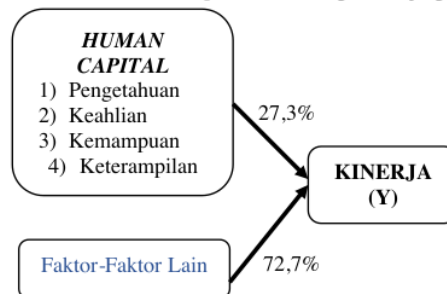 HUMAN
CAPITAL
1) Pengetahuan
2) Keahlian
3) Kemampuan
4) Keterampilan
27,3%
KINERJA
(Y)
Faktor-Faktor Lain
72,7%